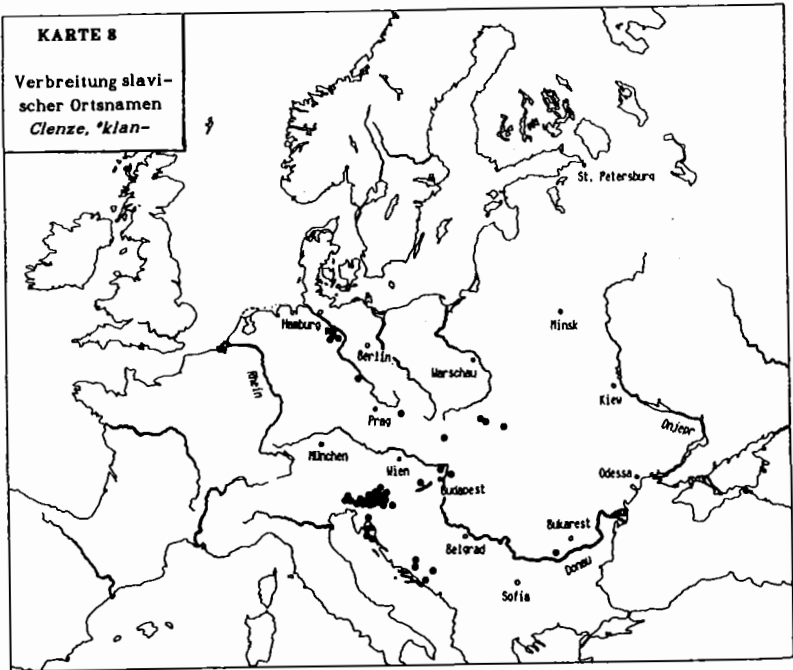 KARTE 8
Verbreitung slavi-
scher Ortsnamen
Clenze, *klan-
St. Petersburg
Hamburg
Minsk
Berlin
Warschau
Rhein
Kiew
Prag
Dnjepr
München
Wien
Odessa
Budapest
Bukarest
Belgrad
Donau
Sofia